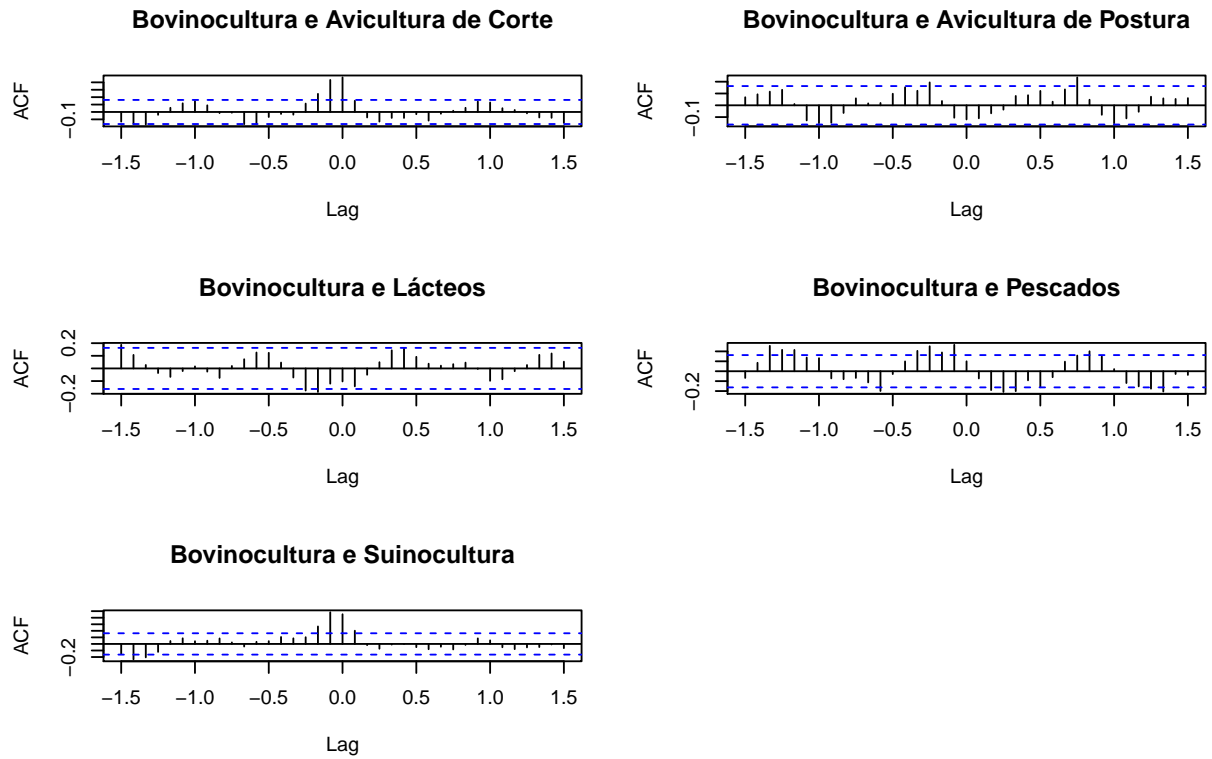 Bovinocultura e Avicultura de Corte
ACF
−0.1
−1.5 −1.0 −0.5 0.0 0.5 1.0 1.5
Lag
Bovinocultura e Avicultura de Postura
ACF
−0.1
−1.5 −1.0 −0.5 0.0 0.5 1.0 1.5
Lag
Bovinocultura e Lácteos
ACF
0.2
−0.2
−1.5 −1.0 −0.5 0.0 0.5 1.0 1.5
Lag
Bovinocultura e Pescados
ACF
−0.2
−1.5 −1.0 −0.5 0.0 0.5 1.0 1.5
Lag
Bovinocultura e Suinocultura
ACF
−0.2
−1.5 −1.0 −0.5 0.0 0.5 1.0 1.5
Lag